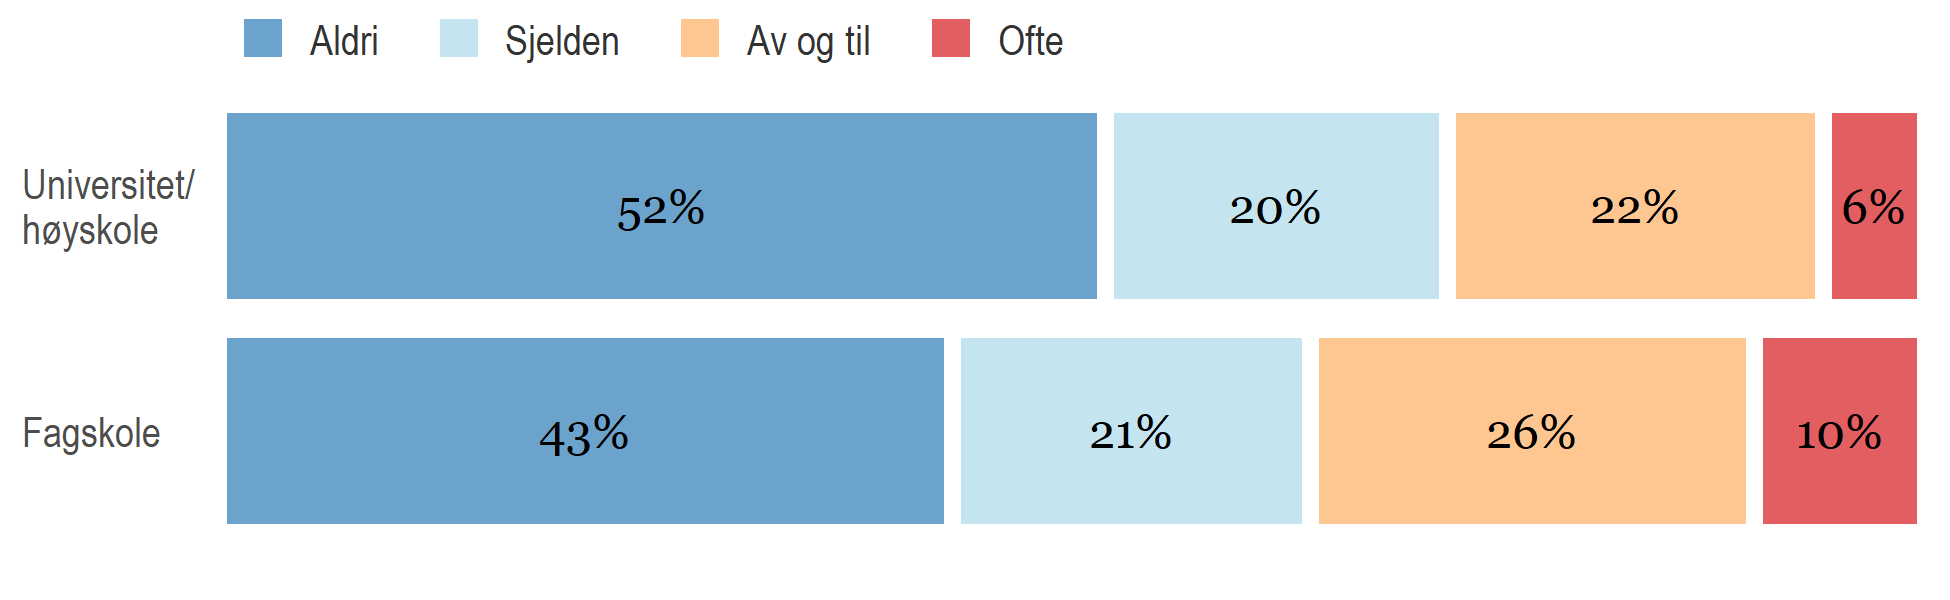 Aldri Sjelden Av og til Ofte
Universitet/
høyskole
52% 20% 22% 6%
Fagskole
43% 21% 26% 10%